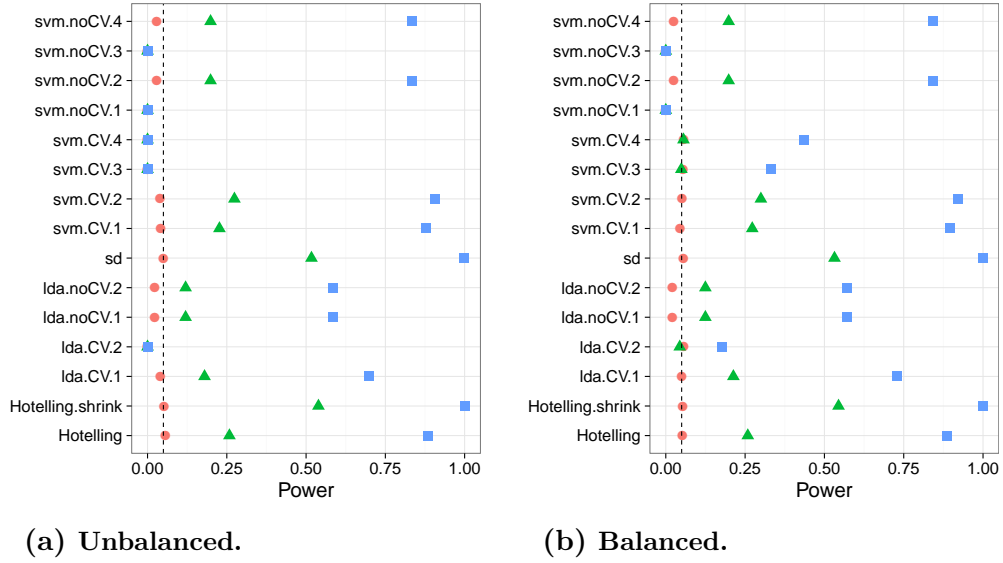 svm.noCV.4
svm.noCV.3
svm.noCV.2
svm.noCV.1
svm.CV.4
svm.CV.3
svm.CV.2
svm.CV.1
sd
lda.noCV.2
lda.noCV.1
lda.CV.2
lda.CV.1
Hotelling.shrink
Hotelling
0.00 0.25 0.50 0.75 1.00
Power
(a) Unbalanced.
svm.noCV.4
svm.noCV.3
svm.noCV.2
svm.noCV.1
svm.CV.4
svm.CV.3
svm.CV.2
svm.CV.1
sd
lda.noCV.2
lda.noCV.1
lda.CV.2
lda.CV.1
Hotelling.shrink
Hotelling
0.00 0.25 0.50 0.75 1.00
Power
(b) Balanced.